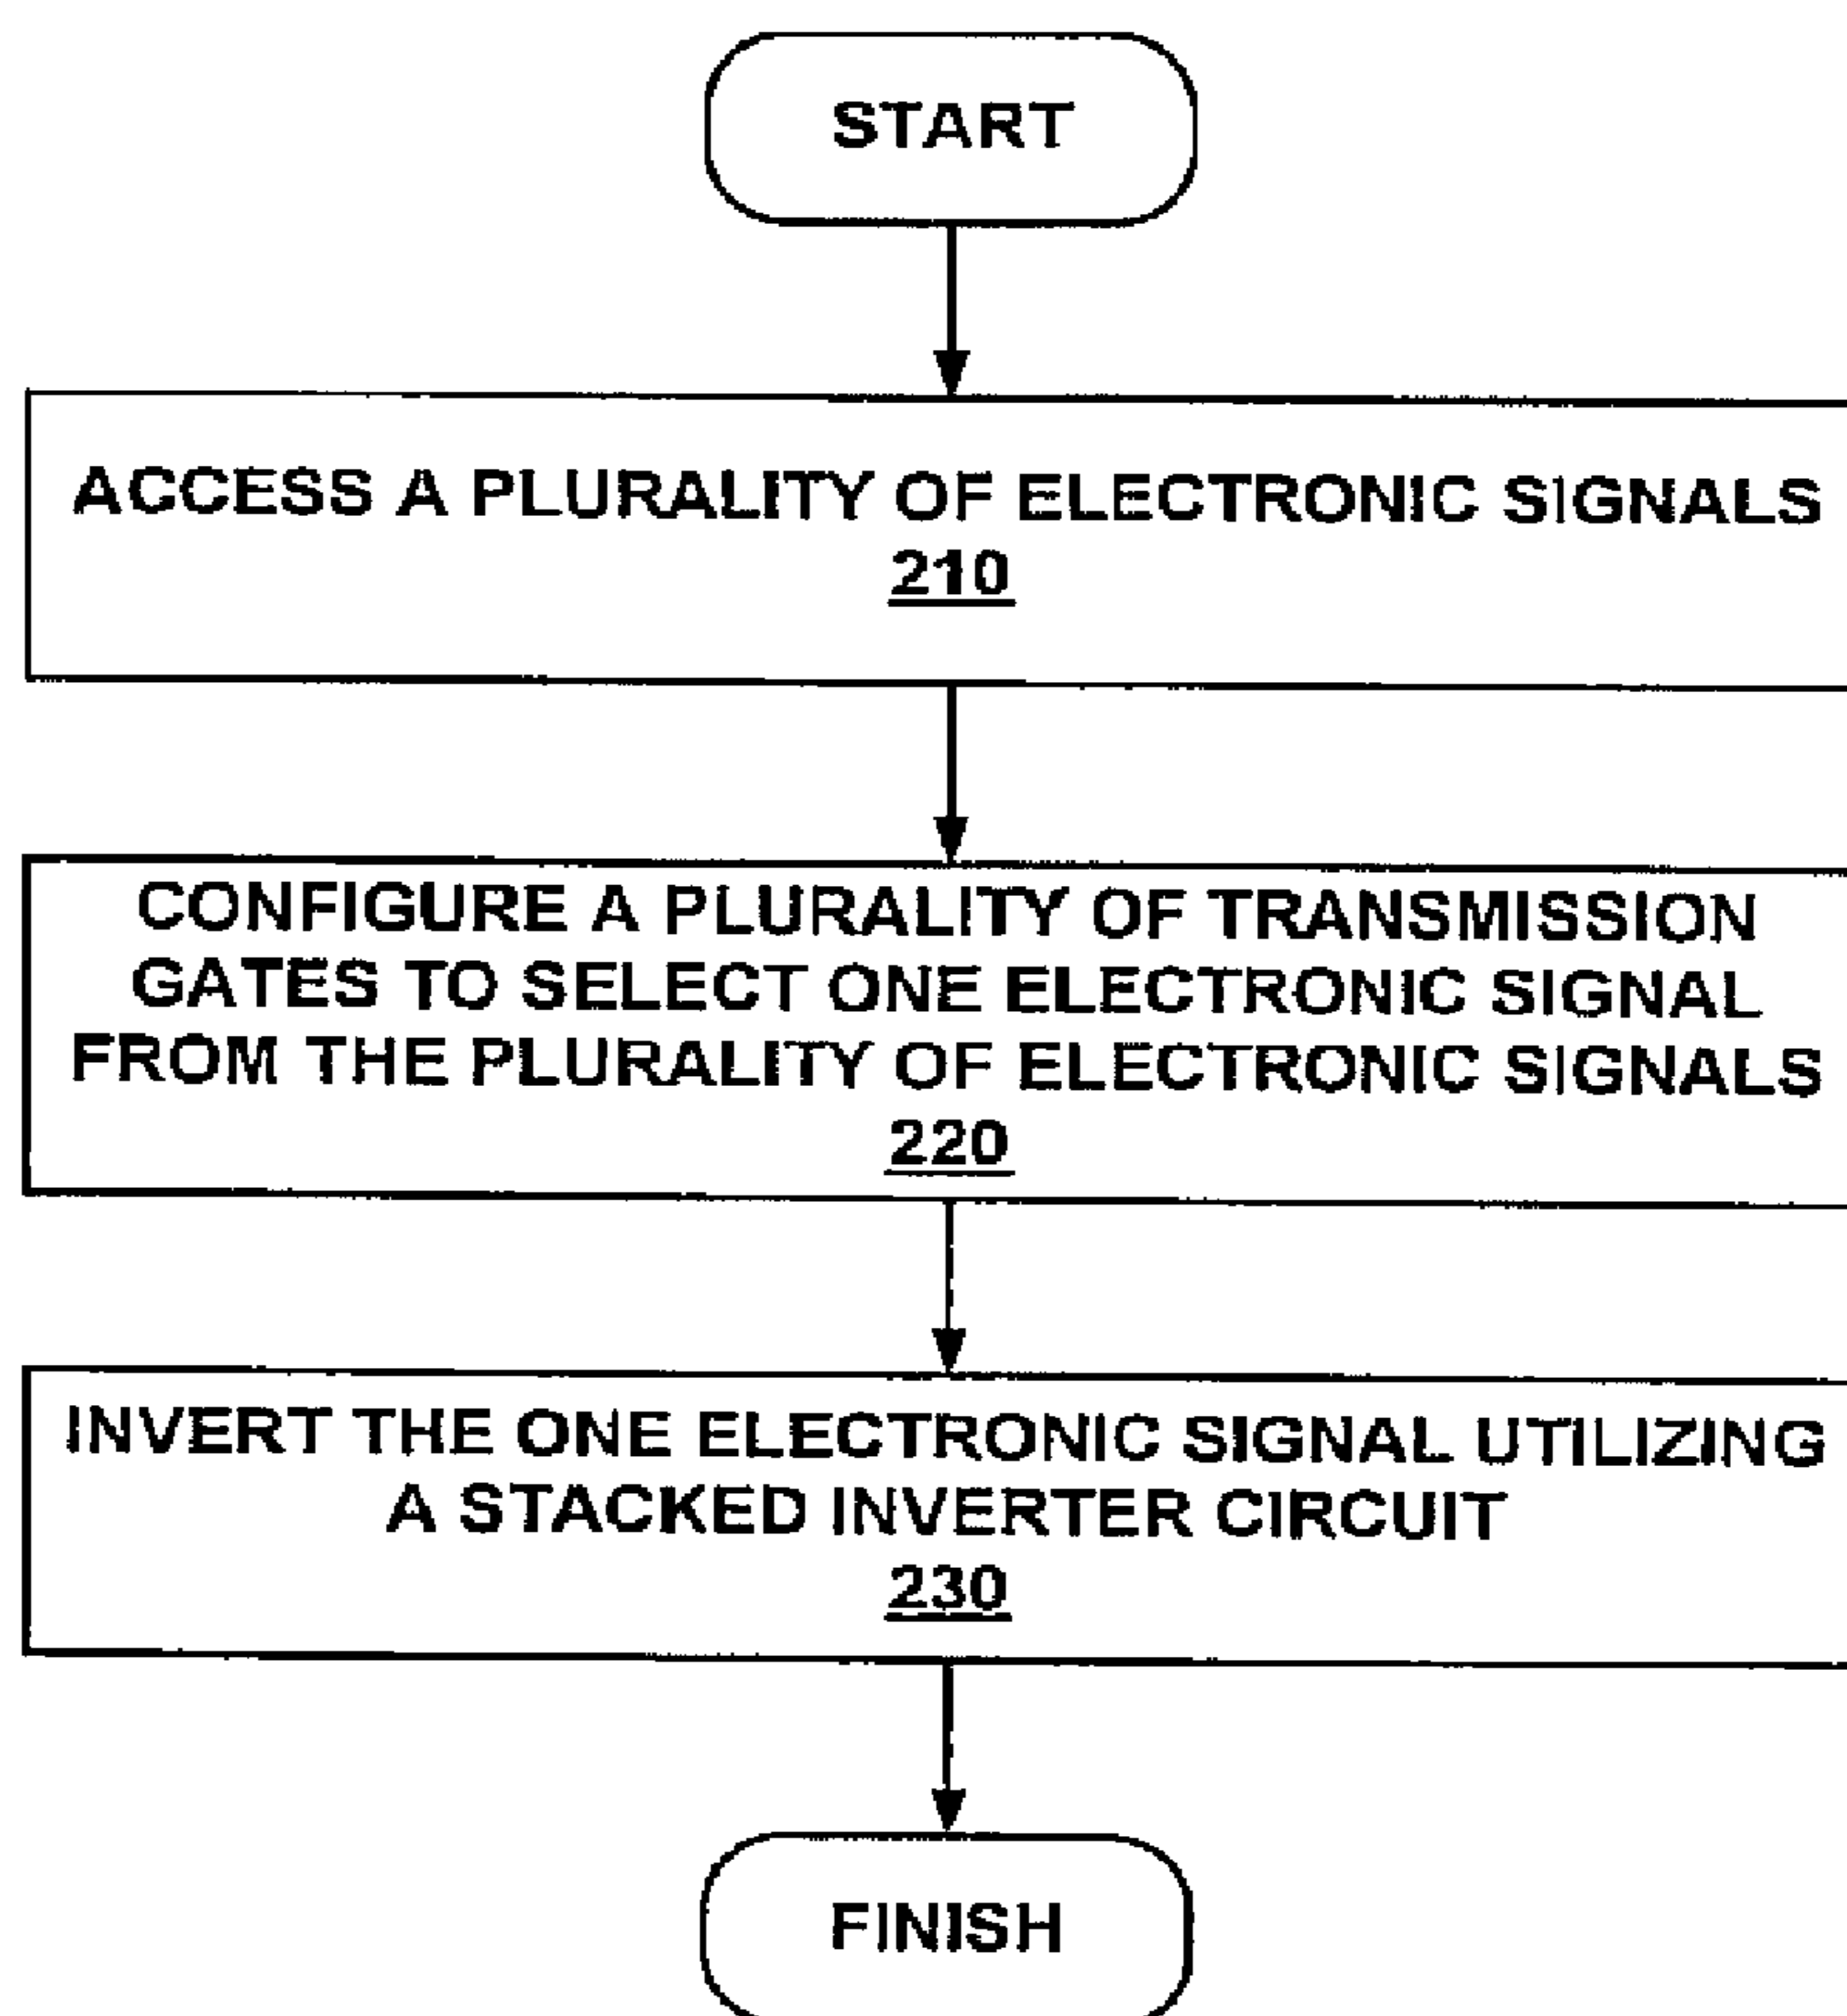 START
ACCESS A PLURALITY OF ELECTRONIC SIGNALS
210
CONFIGURE A PLURALITY OF TRANSMISSION
GATES TO SELECT ONE ELECTRONIC SIGNAL
FROM THE PLURALITY OF ELECTRONIC SIGNALS
220
INVERT THE ONE ELECTRONIC SIGNAL UTILIZING
A STACKED INVERTER CIRCUIT
230
FINISH